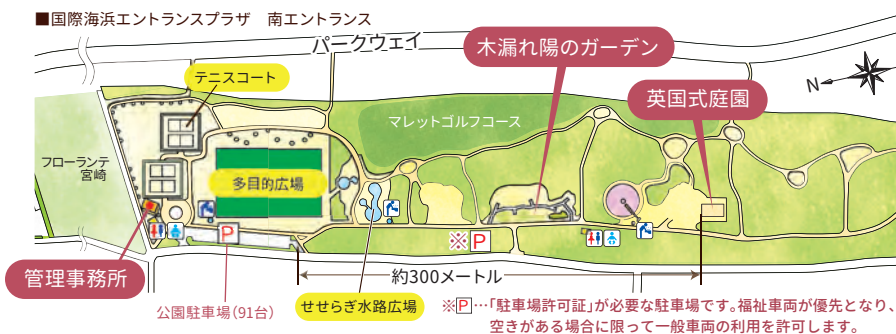 ■国際海浜エントランスプラザ　南エントランス
パークウェイ
木漏れ陽のガーデン
テニスコート
英国式庭園
N
マレットゴルフコース
フローランテ
宮崎
多目的広場
P
※P
管理事務所
約300メートル
公園駐車場(91台)
せせらぎ水路広場
※P…「駐車場許可証」が必要な駐車場です。福祉車両が優先となり、
空きがある場合に限って一般車両の利用を許可します。